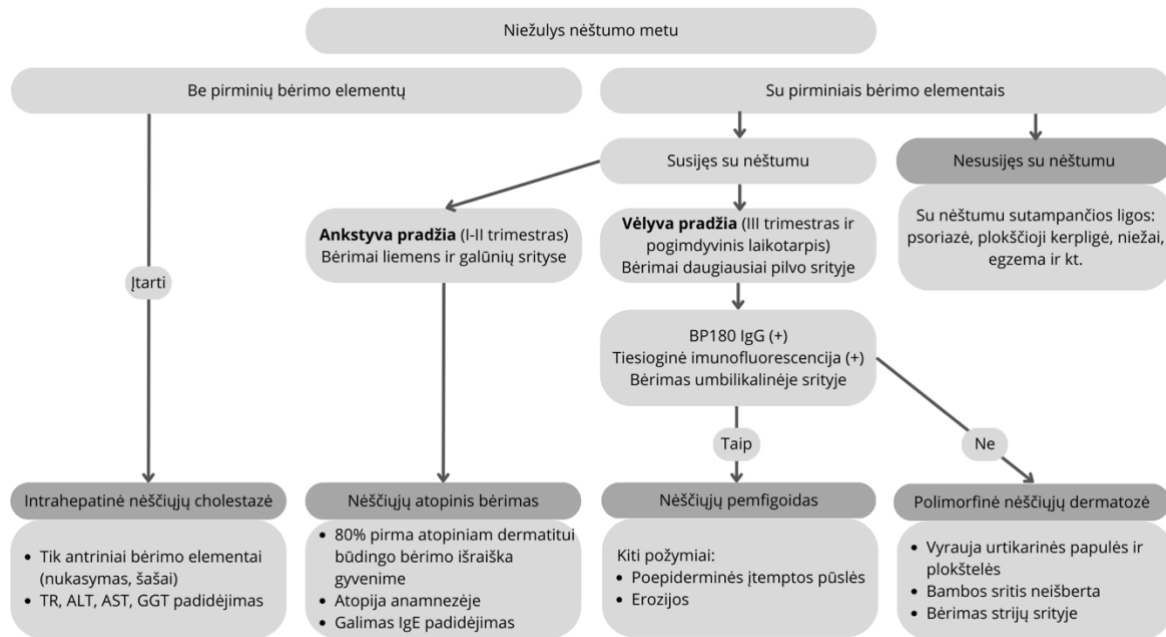 Niežulys nėštumo metu
Be pirminių bėrimo elementų
Su pirminiais bėrimo elementais
Susijęs su nėštumu
Nesusijęs su nėštumu
Su nėštumu sutampančios ligos:
psoriazė, plokščioji kerpligė, niežai,
egzema ir kt.
Ankstyva pradžia (I-II trimestras)
Bėrimai liemens ir galūnių srityse
Vėlyva pradžia (III trimestras ir
pogimdyvinis laikotarpis)
Bėrimai daugiausiai pilvo srityje
Įtarti
BP180 IgG (+)
Tiesioginė imunofluorescencija (+)
Bėrimas umbilikalinėje srityje
Taip
Ne
Intrahepatinė nėščiųjų cholestazė
• Tik antriniai bėrimo elementai
(nukasymas, šašai)
• TR, ALT, AST, GGT padidėjimas
Nėščiųjų atopinis bėrimas
• 80% pirma atopiniam dermatitui
būdingo bėrimo išraiška
gyvenime
• Atopija anamnezėje
• Galimas IgE padidėjimas
Nėščiųjų pemfigoidas
Kiti požymiai:
• Poepiderminės įtemptos pūslės
• Erozijos
Polimorfinė nėščiųjų dermatozė
• Vyrauja urtikarinės papulės ir
plokštelės
• Bambos sritis neišberta
• Bėrimas strijų srityje